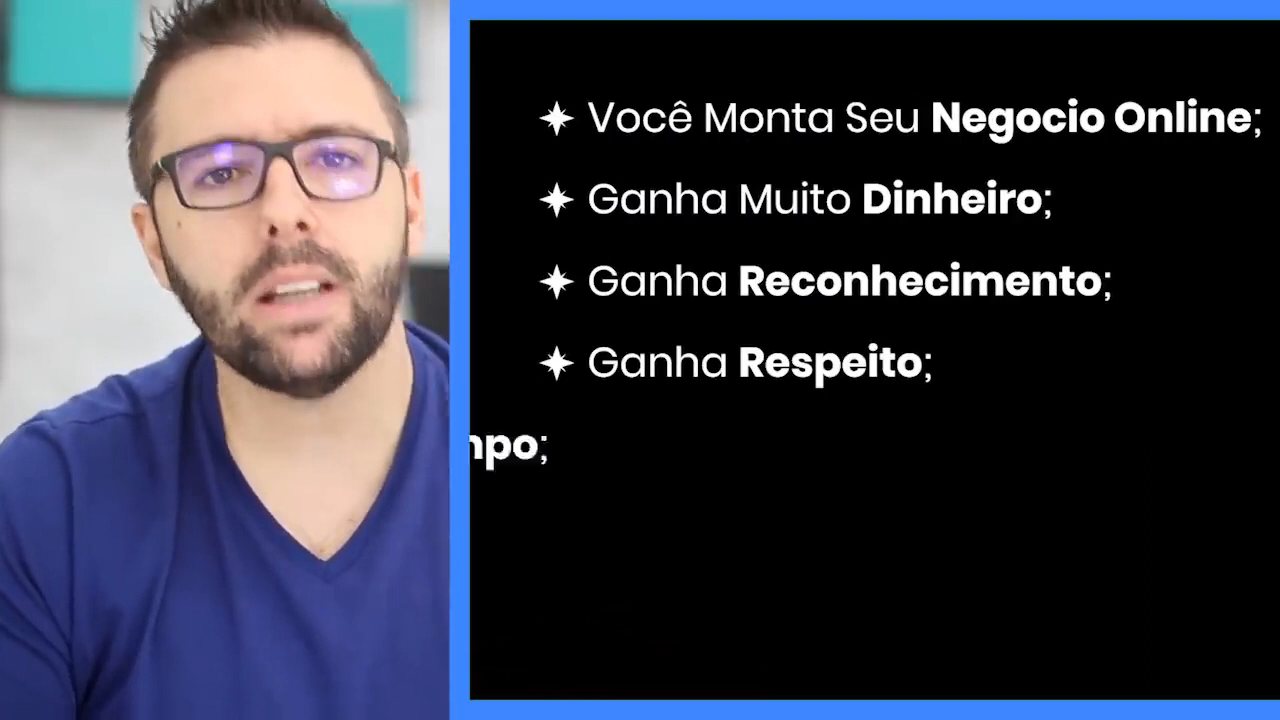 Você Monta Seu Negocio Online;
Ganha Muito Dinheiro;
Ganha Reconhecimento;
Ganha Respeito;